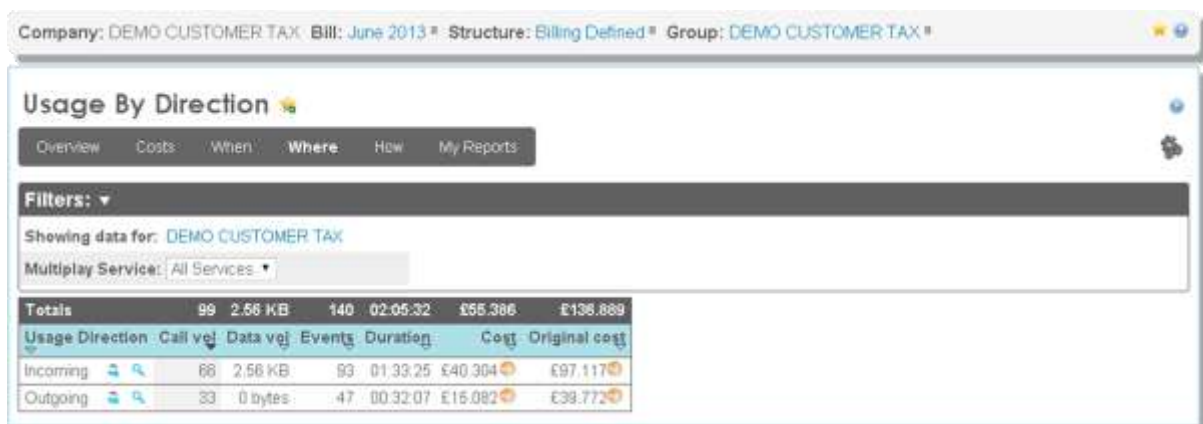 Company: DEMO CUSTOMER TAX Bill: June 2013 Structure: Billing Defined Group: DEMO CUSTOMER TAX
Usage By Direction
Overview Costs When Where How My Reports
Filters:
Showing data for: DEMO CUSTOMER TAX
Multiplay Service: All Services
Totals 99 2.56 KB 140 02:05:32 £55.386 £136.889
Usage Direction Call vol Data vol Events Duration Cost Original cost
Incoming 66 2.56 KB 93 01:33:25 £40.304 £97.117
Outgoing 33 0 bytes 47 00:32:07 £15.082 £39.772